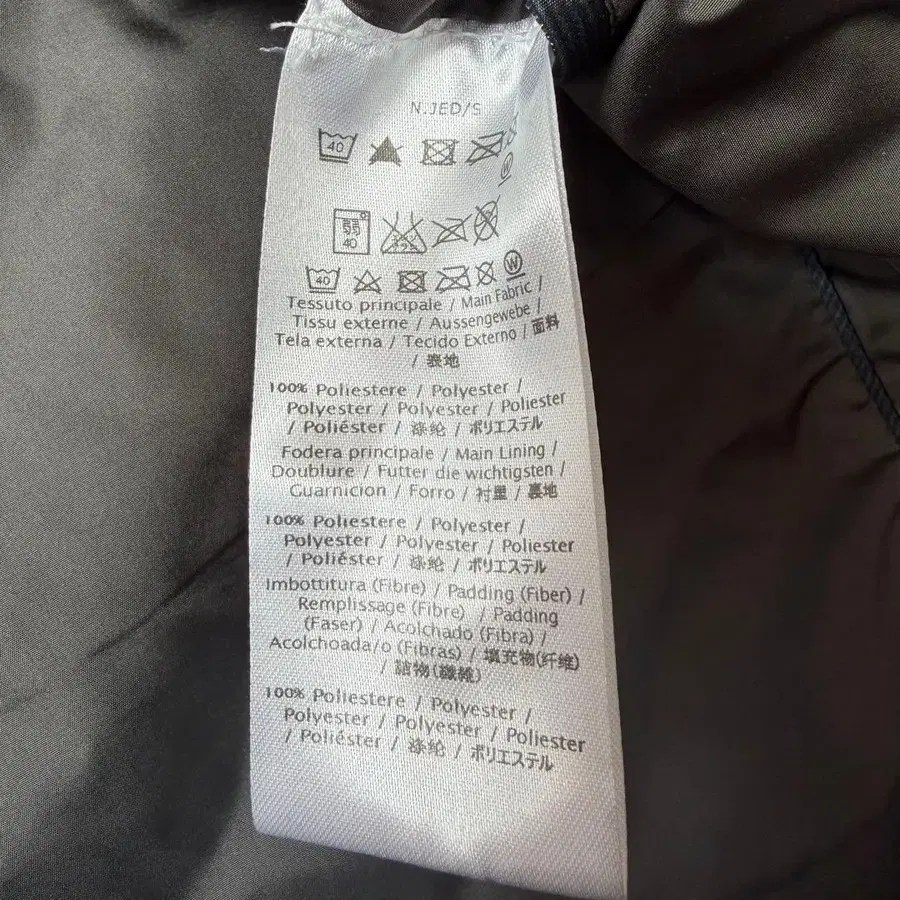 N.JED/S
40
40
40
W
Tessuto principale / Main Fabric /
Tissu externe / Aussengewebe /
Tela externa / Tecido Externo / 面料
/ 表地
100% Poliestere / Polyester /
Polyester / Polyester / Poliester
/ Poliéster / 涤纶 / ポリエステル
Fodera principale / Main Lining /
Doublure / Futter die wichtigsten /
Guarnicion / Forro / 衬里 / 裏地
100% Poliestere / Polyester /
Polyester / Polyester / Poliester
/ Poliéster / 涤纶 / ポリエステル
Imbottitura (Fibre) / Padding (Fiber) /
Remplissage (Fibre) / Padding
(Faser) / Acolchado (Fibra) /
Acolchoada/o (Fibras) / 填充物(纤维)
/ 詰物(繊維)
100% Poliestere / Polyester /
Polyester / Polyester / Poliester
/ Poliéster / 涤纶 / ポリエステル